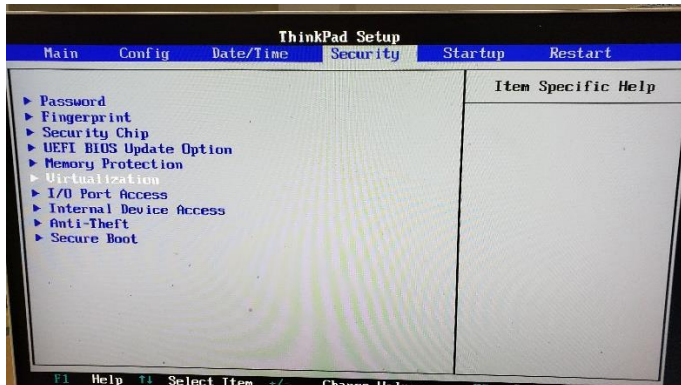 ThinkPad Setup
Main Config Date/Time Security Startup Restart
Item Specific Help
Password
Fingerprint
Security Chip
UEFI BIOS Update Option
Memory Protection
Virtualization
I/O Port Access
Internal Device Access
Anti-Theft
Secure Boot
F1 Help ↑↓ Select Item +/- Change